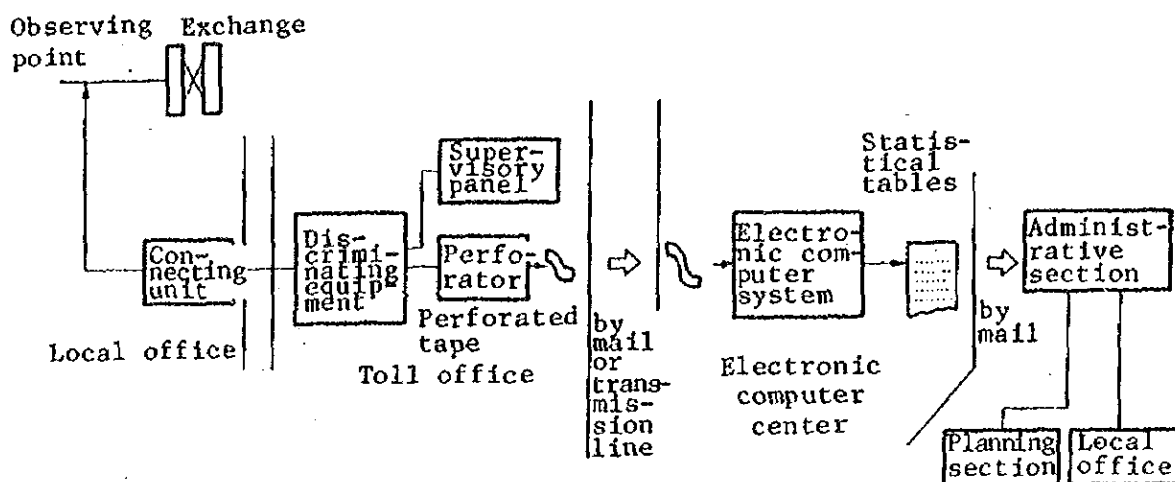 Observing Exchange
point
Super-
visory
panel
Statis-
tical
tables
Con-
necting
unit
Dis-
crimi-
nating
equip
ment
Perfo-
rator
Electro-
nic com-
puter
system
Administ-
rative
section
Local office
Perforated
tape
Toll office
by
mail
or
trans-
mis-
sion
line
Electronic
computer
center
by
mail
Planning
section
Local
office